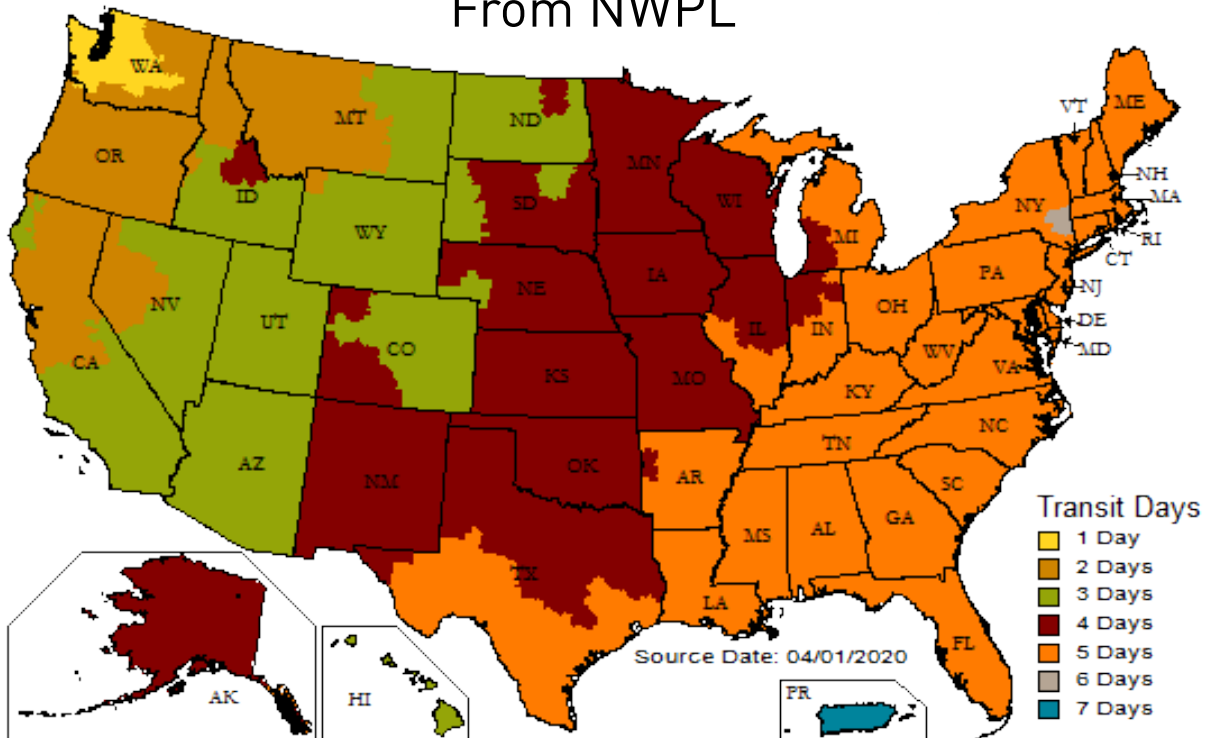 From NWPL
WA
MT
ND
MN
VT
ME
OR
ID
SD
WI
NH
MA
NY
MI
RI
WY
CT
NE
IA
PA
NJ
NV
UT
CO
IL
IN
OH
DE
MD
CA
KS
MO
WV
VA
KY
NC
TN
AZ
NM
OK
AR
SC
MS
AL
GA
TX
LA
FL
AK
HI
PR
Source Date: 04/01/2020
Transit Days
1 Day
2 Days
3 Days
4 Days
5 Days
6 Days
7 Days